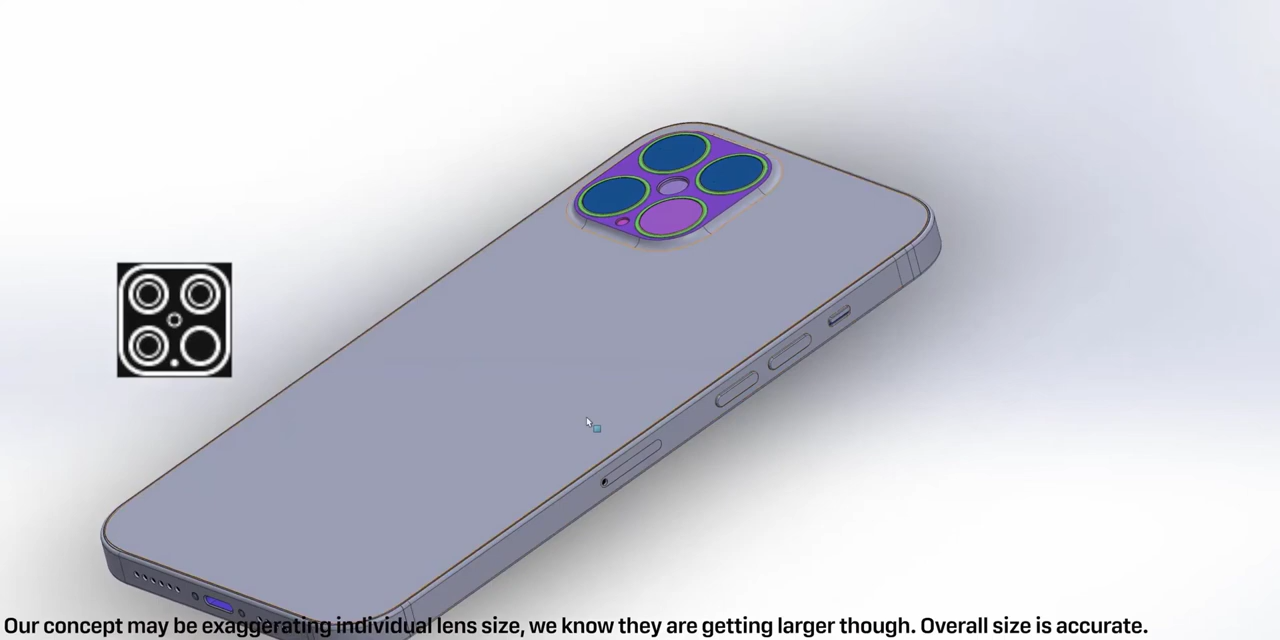 Our concept may be exaggerating individual lens size, we know they are getting larger though. Overall size is accurate.